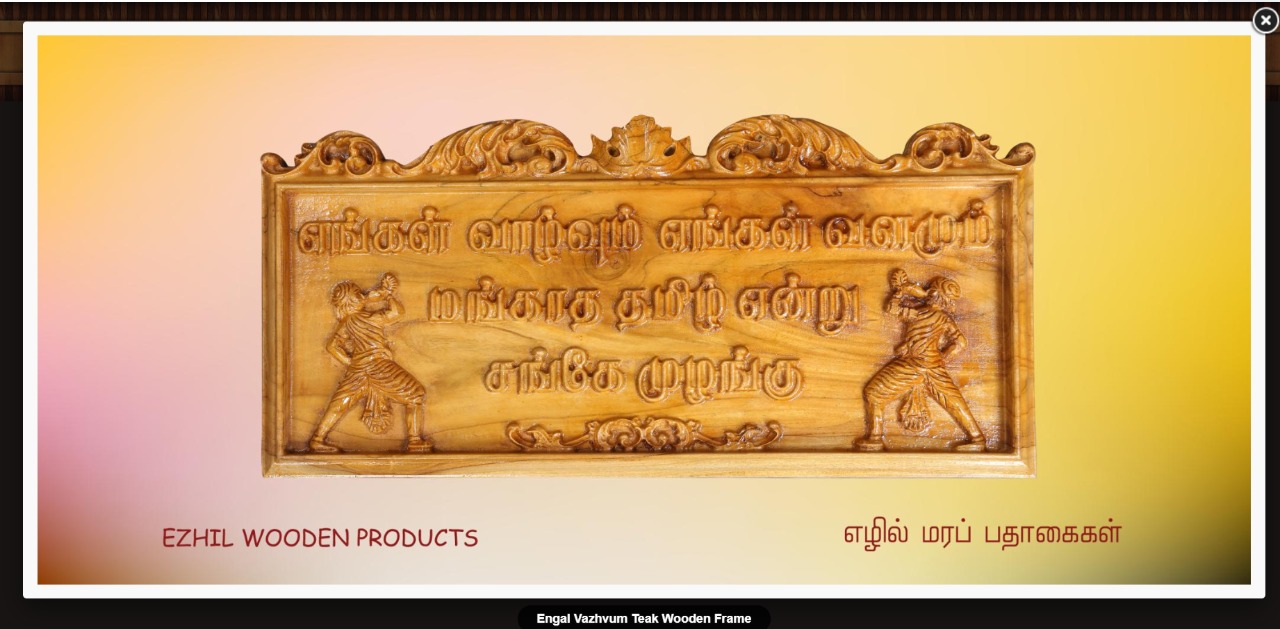 எங்கள் வாழ்வும் எங்கள் வளமும்
மங்காத தமிழ் என்று
சங்கே முழங்கு
EZHIL WOODEN PRODUCTS
எழில் மரப் பதாகைகள்
Engal Vazhvum Teak Wooden Frame